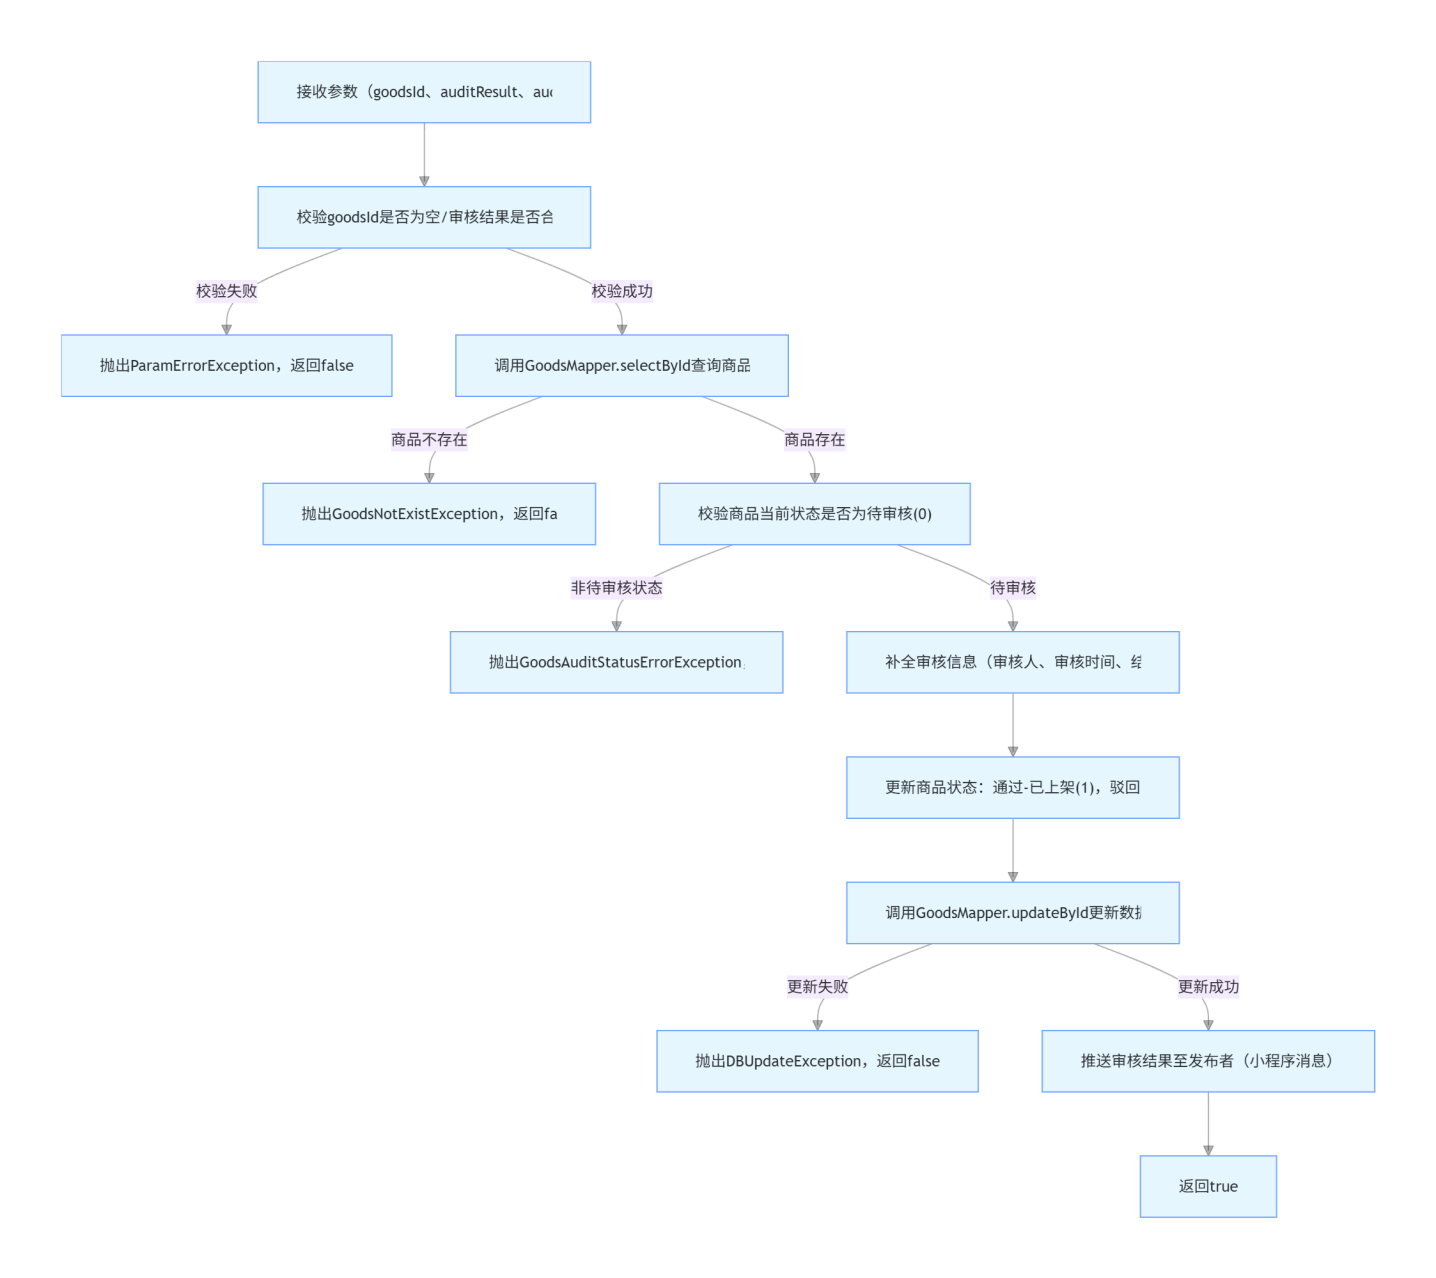 接收参数（goodsId、auditResult、
校验goodsId是否为空/审核结果是否合
校验失败
校验成功
抛出ParamErrorException，返回false
调用GoodsMapper.selectById查询商品
商品不存在
商品存在
抛出GoodsNotExistException，返回fa
校验商品当前状态是否为待审核(0)
非待审核状态
待审核
抛出GoodsAuditStatusErrorException
补全审核信息（审核人、审核时间、
更新商品状态：通过-已上架(1)，驳回
调用GoodsMapper.updateById更新数
更新失败
更新成功
抛出DBUpdateException，返回false
推送审核结果至发布者（小程序消息）
返回true